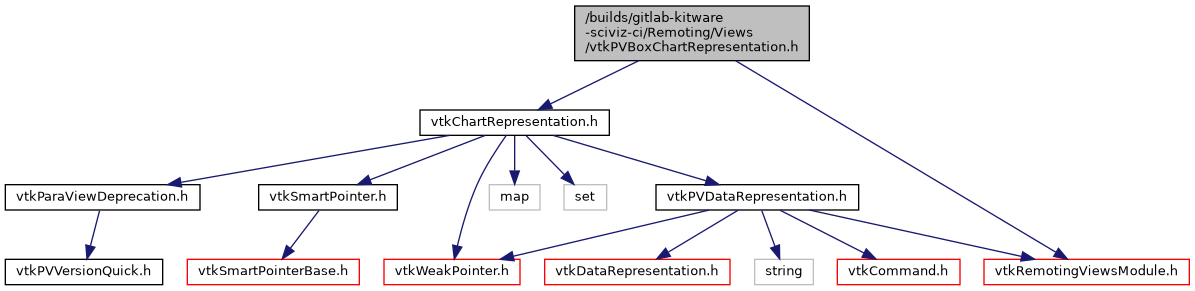 /builds/gitlab-kitware
-sciviz-ci/Remoting/Views
/vtkPVBoxChartRepresentation.h
vtkChartRepresentation.h
vtkParaViewDeprecation.h
vtkSmartPointer.h
map
set
vtkPVDataRepresentation.h
vtkPVVersionQuick.h
vtkSmartPointerBase.h
vtkWeakPointer.h
vtkDataRepresentation.h
string
vtkCommand.h
vtkRemotingViewsModule.h